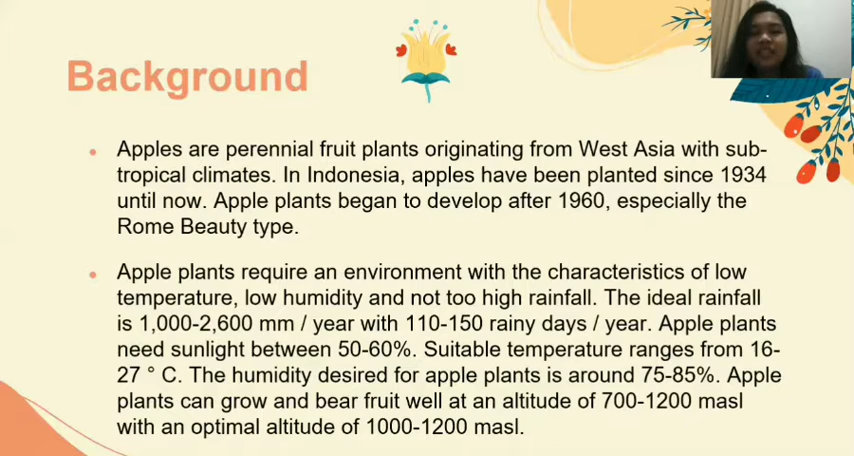 Background
• Apples are perennial fruit plants originating from West Asia with sub-
tropical climates. In Indonesia, apples have been planted since 1934
until now. Apple plants began to develop after 1960, especially the
Rome Beauty type.
• Apple plants require an environment with the characteristics of low
temperature, low humidity and not too high rainfall. The ideal rainfall
is 1,000-2,600 mm / year with 110-150 rainy days / year. Apple plants
need sunlight between 50-60%. Suitable temperature ranges from 16-
27 ° C. The humidity desired for apple plants is around 75-85%. Apple
plants can grow and bear fruit well at an altitude of 700-1200 masl
with an optimal altitude of 1000-1200 masl.